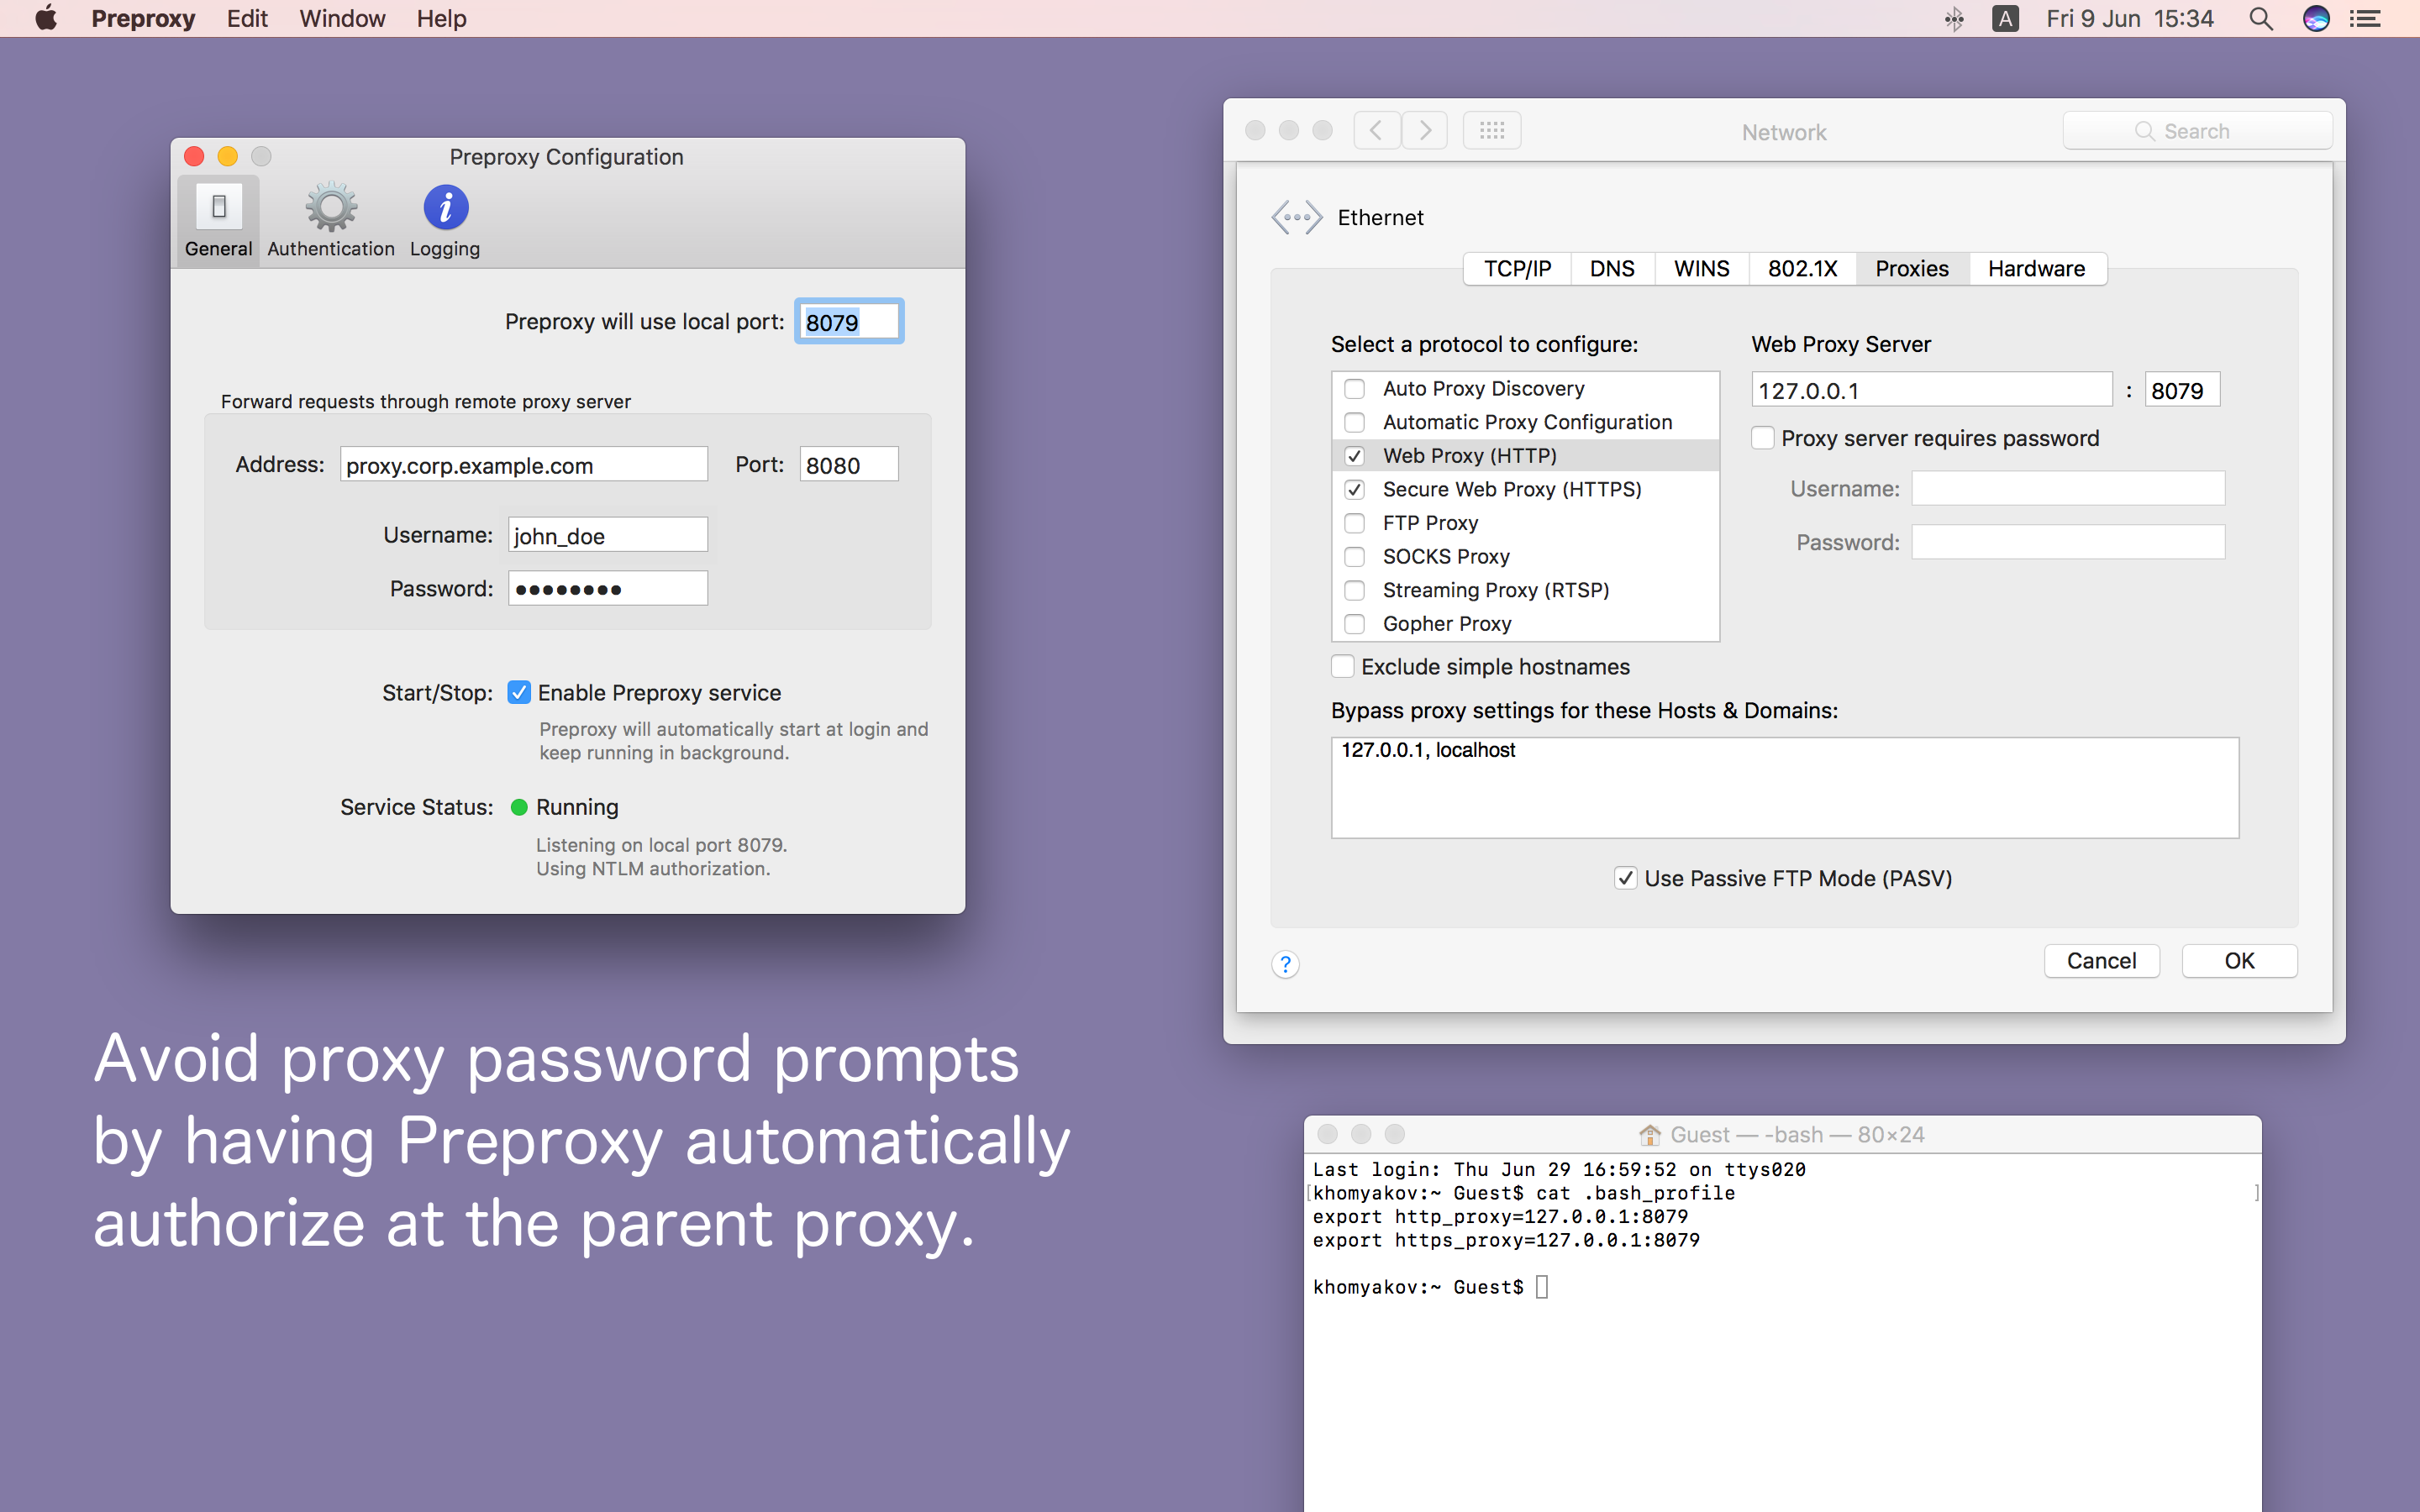 Preproxy Edit Window Help
A Fri 9 Jun 15:34
Preproxy Configuration
General Authentication Logging
Preproxy will use local port: 8079
Forward requests through remote proxy server
Address: proxy.corp.example.com Port: 8080
Username: john_doe
Password: ••••••••
Start/Stop: Enable Preproxy service
Preproxy will automatically start at login and
keep running in background.
Service Status: Running
Listening on local port 8079.
Using NTLM authorization.
Avoid proxy password prompts
by having Preproxy automatically
authorize at the parent proxy.
Network
Search
Ethernet
TCP/IP DNS WINS 802.1X Proxies Hardware
Select a protocol to configure:
Auto Proxy Discovery
Automatic Proxy Configuration
Web Proxy (HTTP)
Secure Web Proxy (HTTPS)
FTP Proxy
SOCKS Proxy
Streaming Proxy (RTSP)
Gopher Proxy
Web Proxy Server
127.0.0.1 : 8079
Proxy server requires password
Username:
Password:
Exclude simple hostnames
Bypass proxy settings for these Hosts & Domains:
127.0.0.1, localhost
Use Passive FTP Mode (PASV)
? Cancel OK
Guest — -bash — 80×24
Last login: Thu Jun 29 16:59:52 on ttys020
[khomyakov:~ Guest$ cat .bash_profile ]
export http_proxy=127.0.0.1:8079
export https_proxy=127.0.0.1:8079
khomyakov:~ Guest$